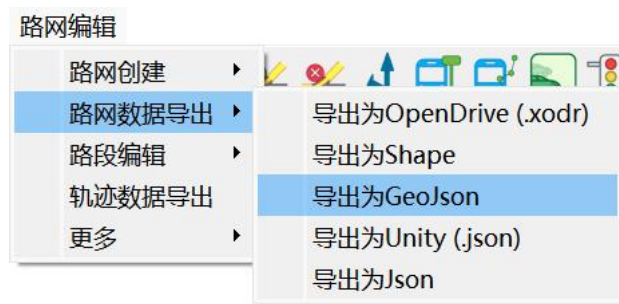 路网编辑
路网创建
路网数据导出
路段编辑
轨迹数据导出
更多
导出为OpenDrive (.xodr)
导出为Shape
导出为GeoJson
导出为Unity (.json)
导出为Json